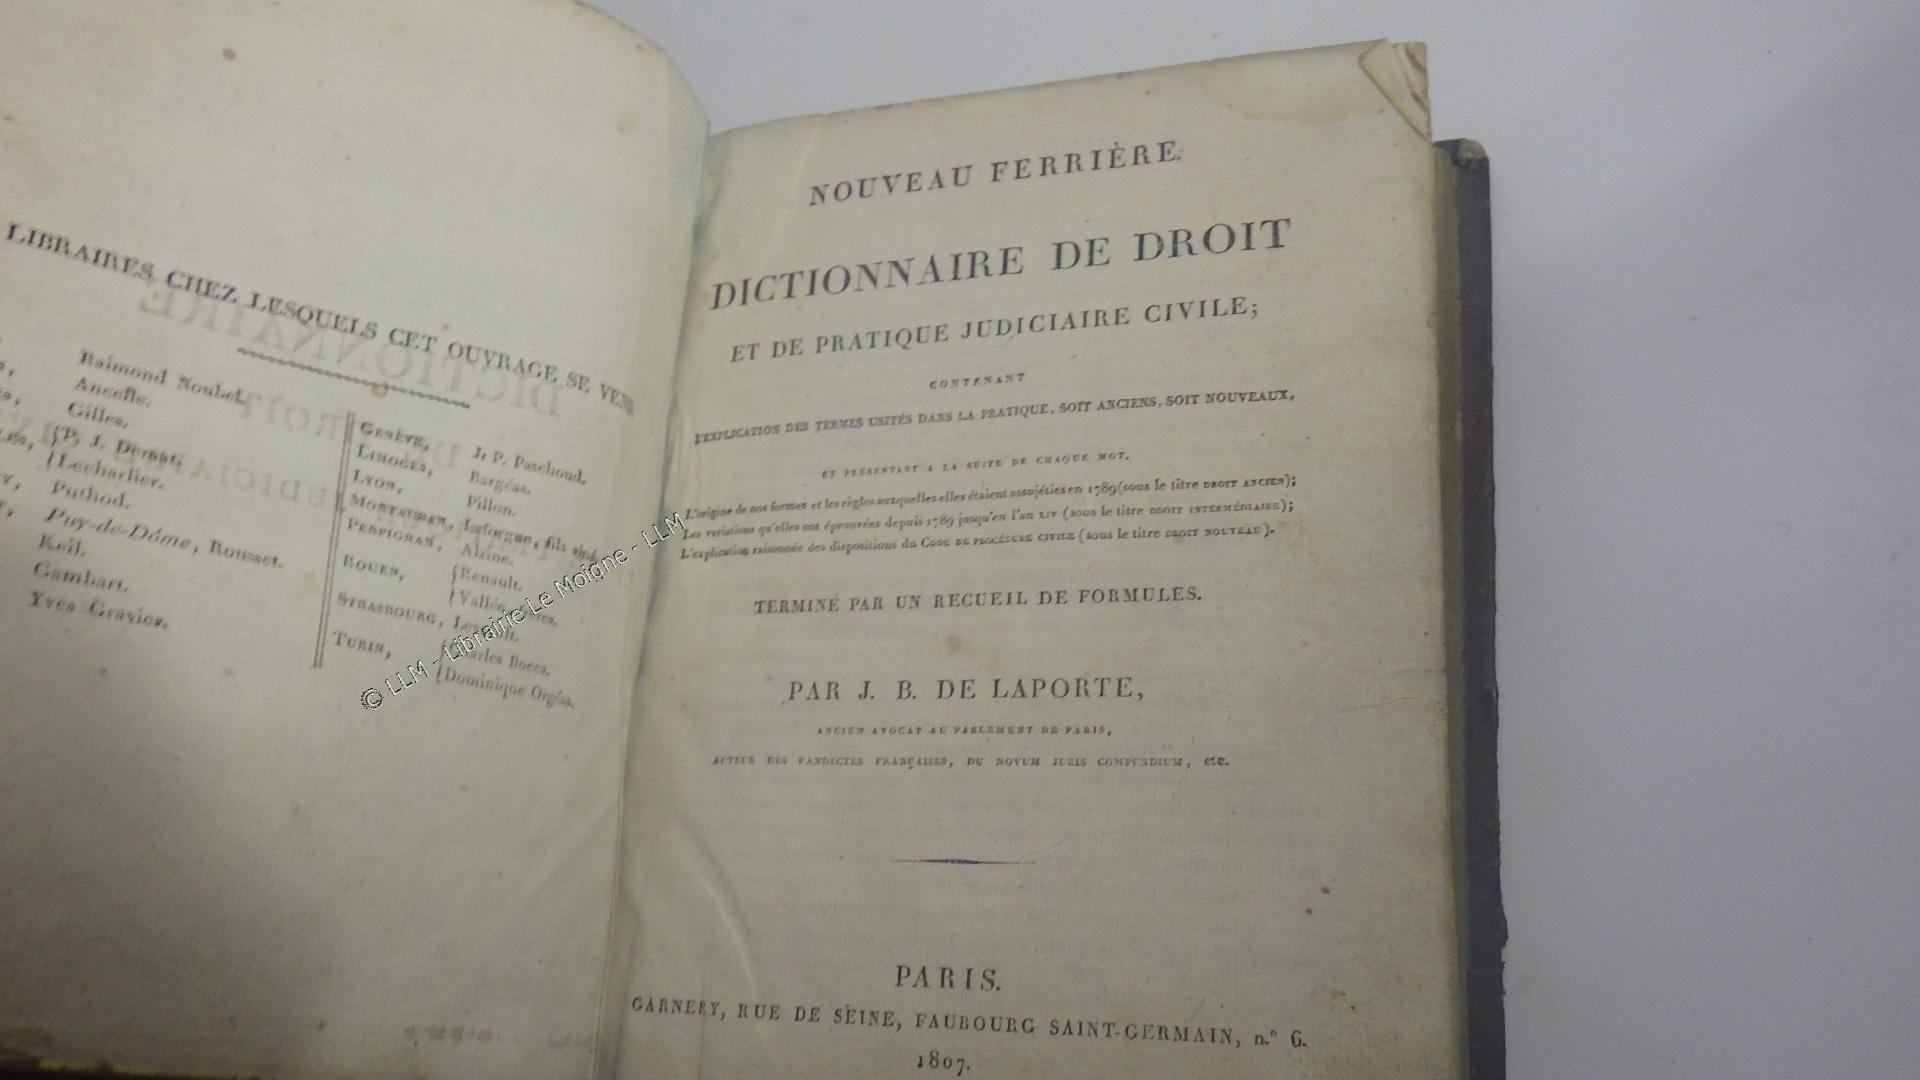 LIBRAIRES CHEZ LESQUELS CET OUVRAGE SE VEND
Raimond Noubel.
Ancelle.
Gilles.
P. J. Demat.
Lecharlier.
Puthod.
Puy-de-Dôme, Rousset.
Keil.
Gambart.
Yves Gravier.
GENÈVE, J. P. Paschoud.
LIMOGES, Bargéas.
LYON, Pillon.
MONTAUBAN, Laforgue, fils
PERPIGNAN, Alzine.
ROUEN, Renault.
Vallée, frères.
STRASBOURG,
TURIN, Charles Bocca.
Dominique Orgéas.
© LLM - Librairie Le Moigne - LLM
NOUVEAU FERRIÈRE.
DICTIONNAIRE DE DROIT
ET DE PRATIQUE JUDICIAIRE CIVILE;
CONTENANT
L'EXPLICATION DES TERMES USITÉS DANS LA PRATIQUE, SOIT ANCIENS, SOIT NOUVEAUX,
ET PRÉSENTANT A LA SUITE DE CHAQUE MOT,
L'origine de nos formes et les règles auxquelles elles étaient assujéties en 1789 (sous le titre DROIT ANCIEN);
Les variations qu'elles ont éprouvées depuis 1789 jusqu'en l'an XIV (sous le titre DROIT INTERMÉDIAIRE);
L'explication raisonnée des dispositions du CODE DE PROCÉDURE CIVILE (sous le titre DROIT NOUVEAU).
TERMINÉ PAR UN RECUEIL DE FORMULES.
PAR J. B. DE LAPORTE,
ANCIEN AVOCAT AU PARLEMENT DE PARIS,
AUTEUR DES PANDECTES FRANÇAISES, DU NOVUM JURIS COMPENDIUM, etc.
PARIS.
GARNERY, RUE DE SEINE, FAUBOURG SAINT-GERMAIN, n.° 6.
1807.